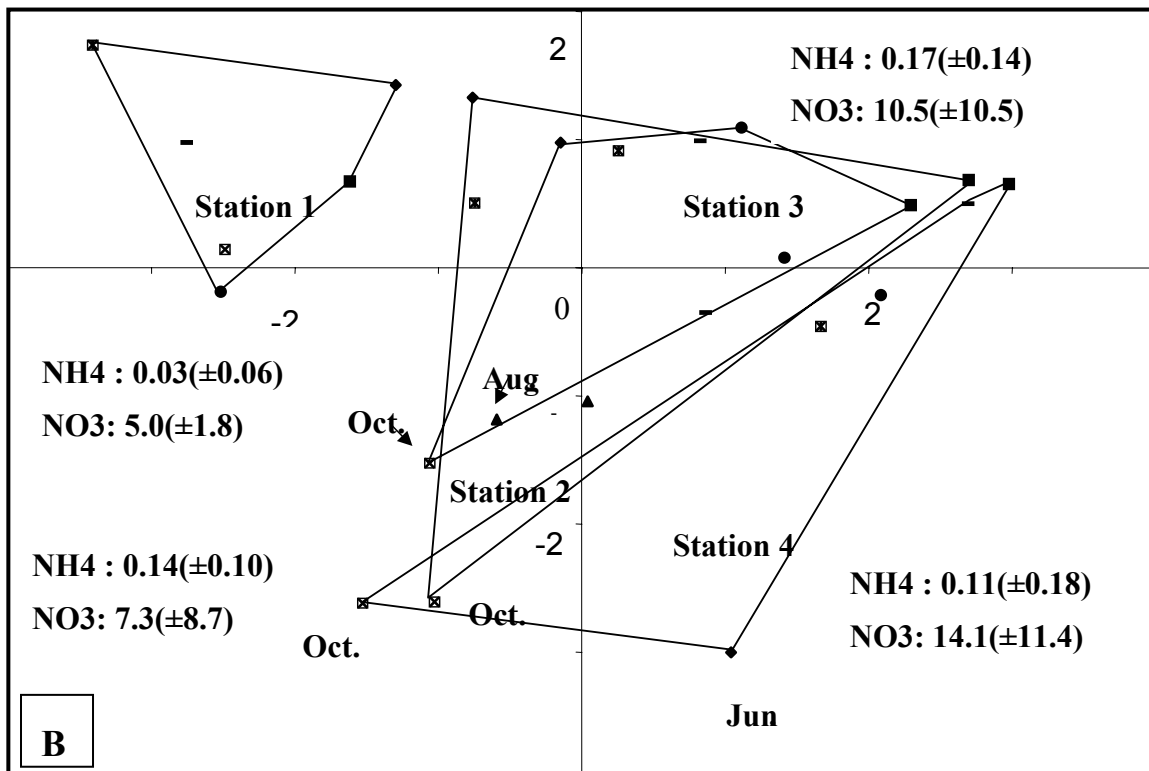 2
NH4 : 0.17(±0.14)
NO3: 10.5(±10.5)
Station 1
Station 3
-2
0
2
NH4 : 0.03(±0.06)
NO3: 5.0(±1.8)
Aug
Oct.
-
Station 2
-2
Station 4
NH4 : 0.14(±0.10)
NO3: 7.3(±8.7)
NH4 : 0.11(±0.18)
NO3: 14.1(±11.4)
Oct.
Oct.
Jun
B